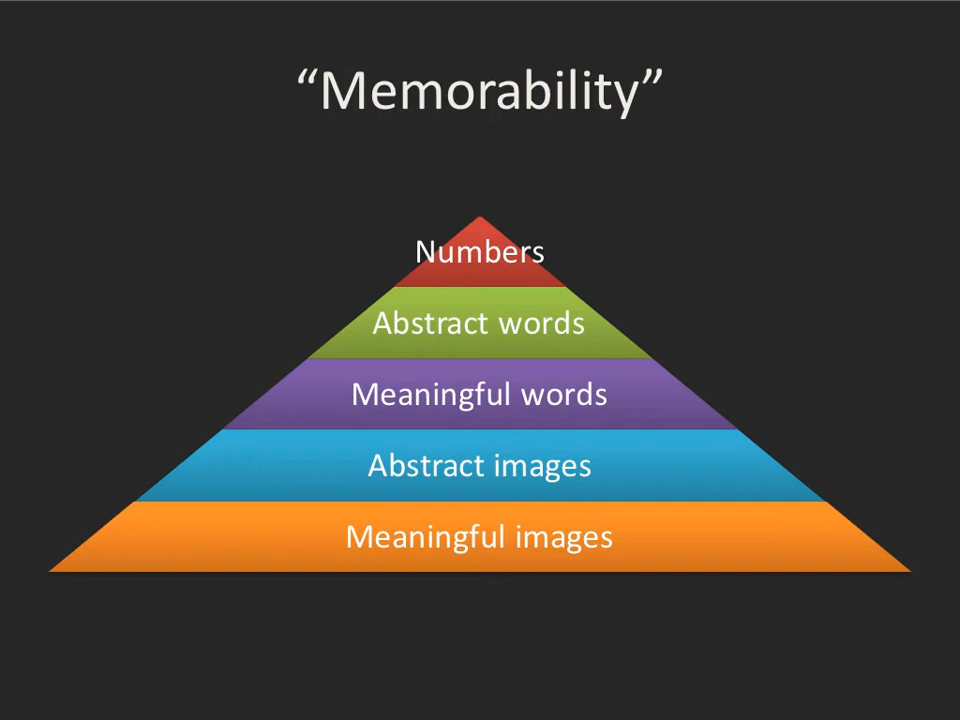 “Memorability”
Numbers
Abstract words
Meaningful words
Abstract images
Meaningful images